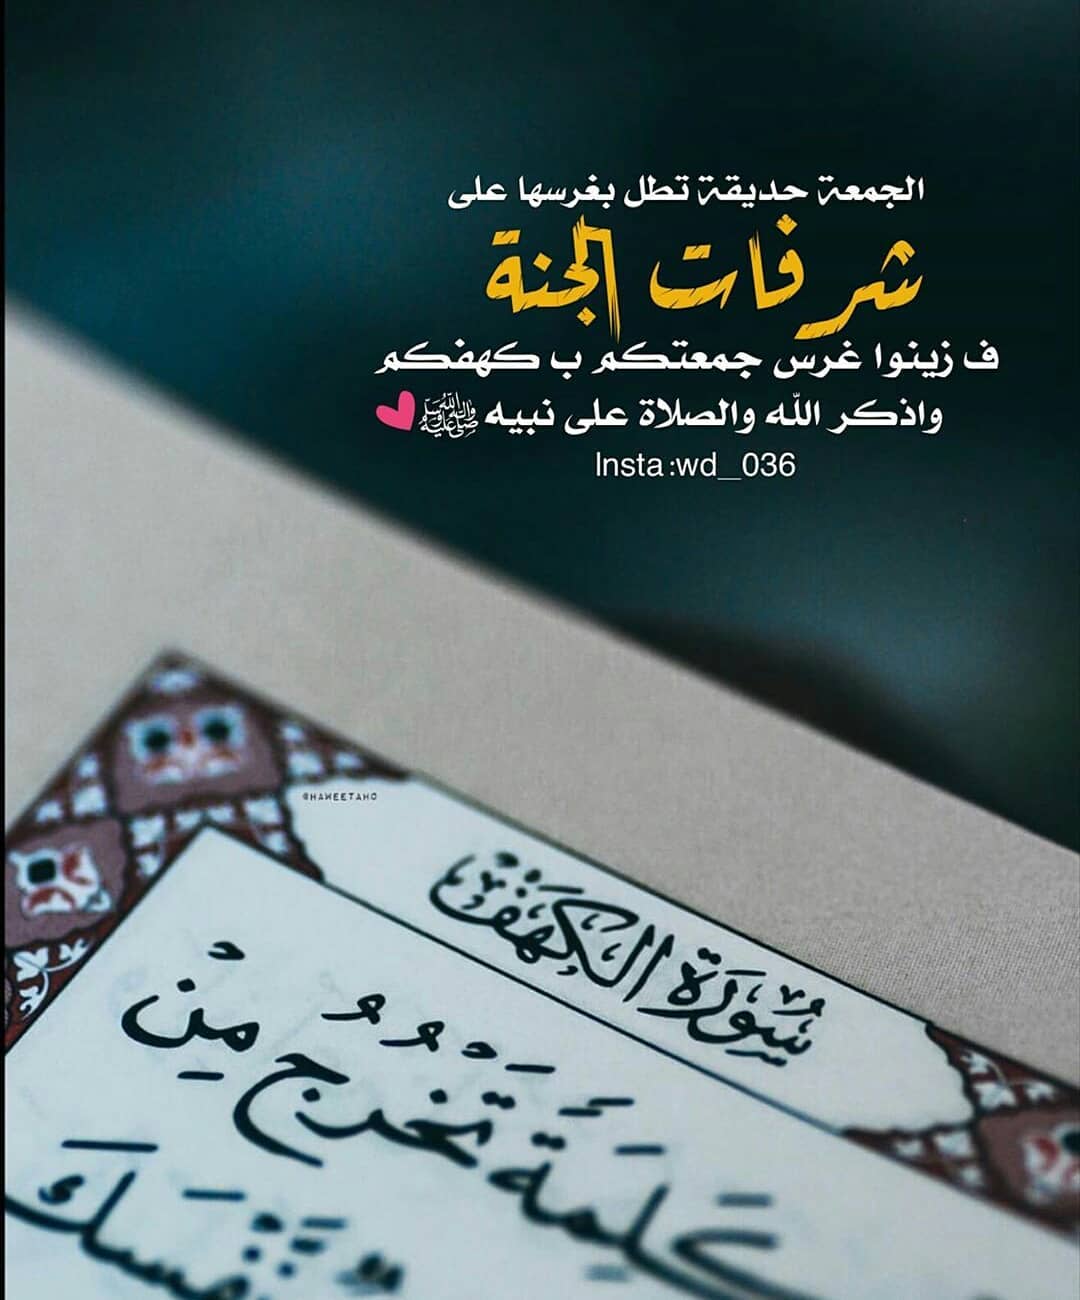 الجمعة حديقة تطل بغرسها على
شرفات الجنة
ف زينوا غرس جمعتكم ب كهفكم
واذكر الله والصلاة على نبيه ﷺ
Insta:wd__036
@HAWEETAHO
سُورَةُ الكَهْف
كَلِمَةً تَخْرُجُ مِنْ
نَّفْسَكَ